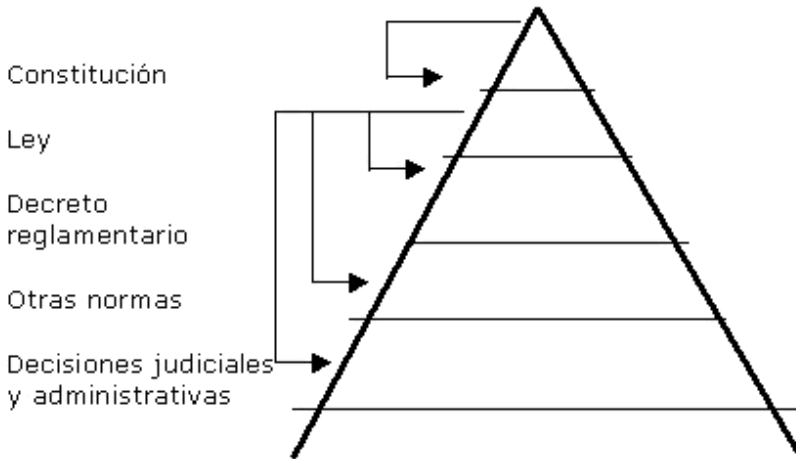 Constitución
Ley
Decreto
reglamentario
Otras normas
Decisiones judiciales
y administrativas